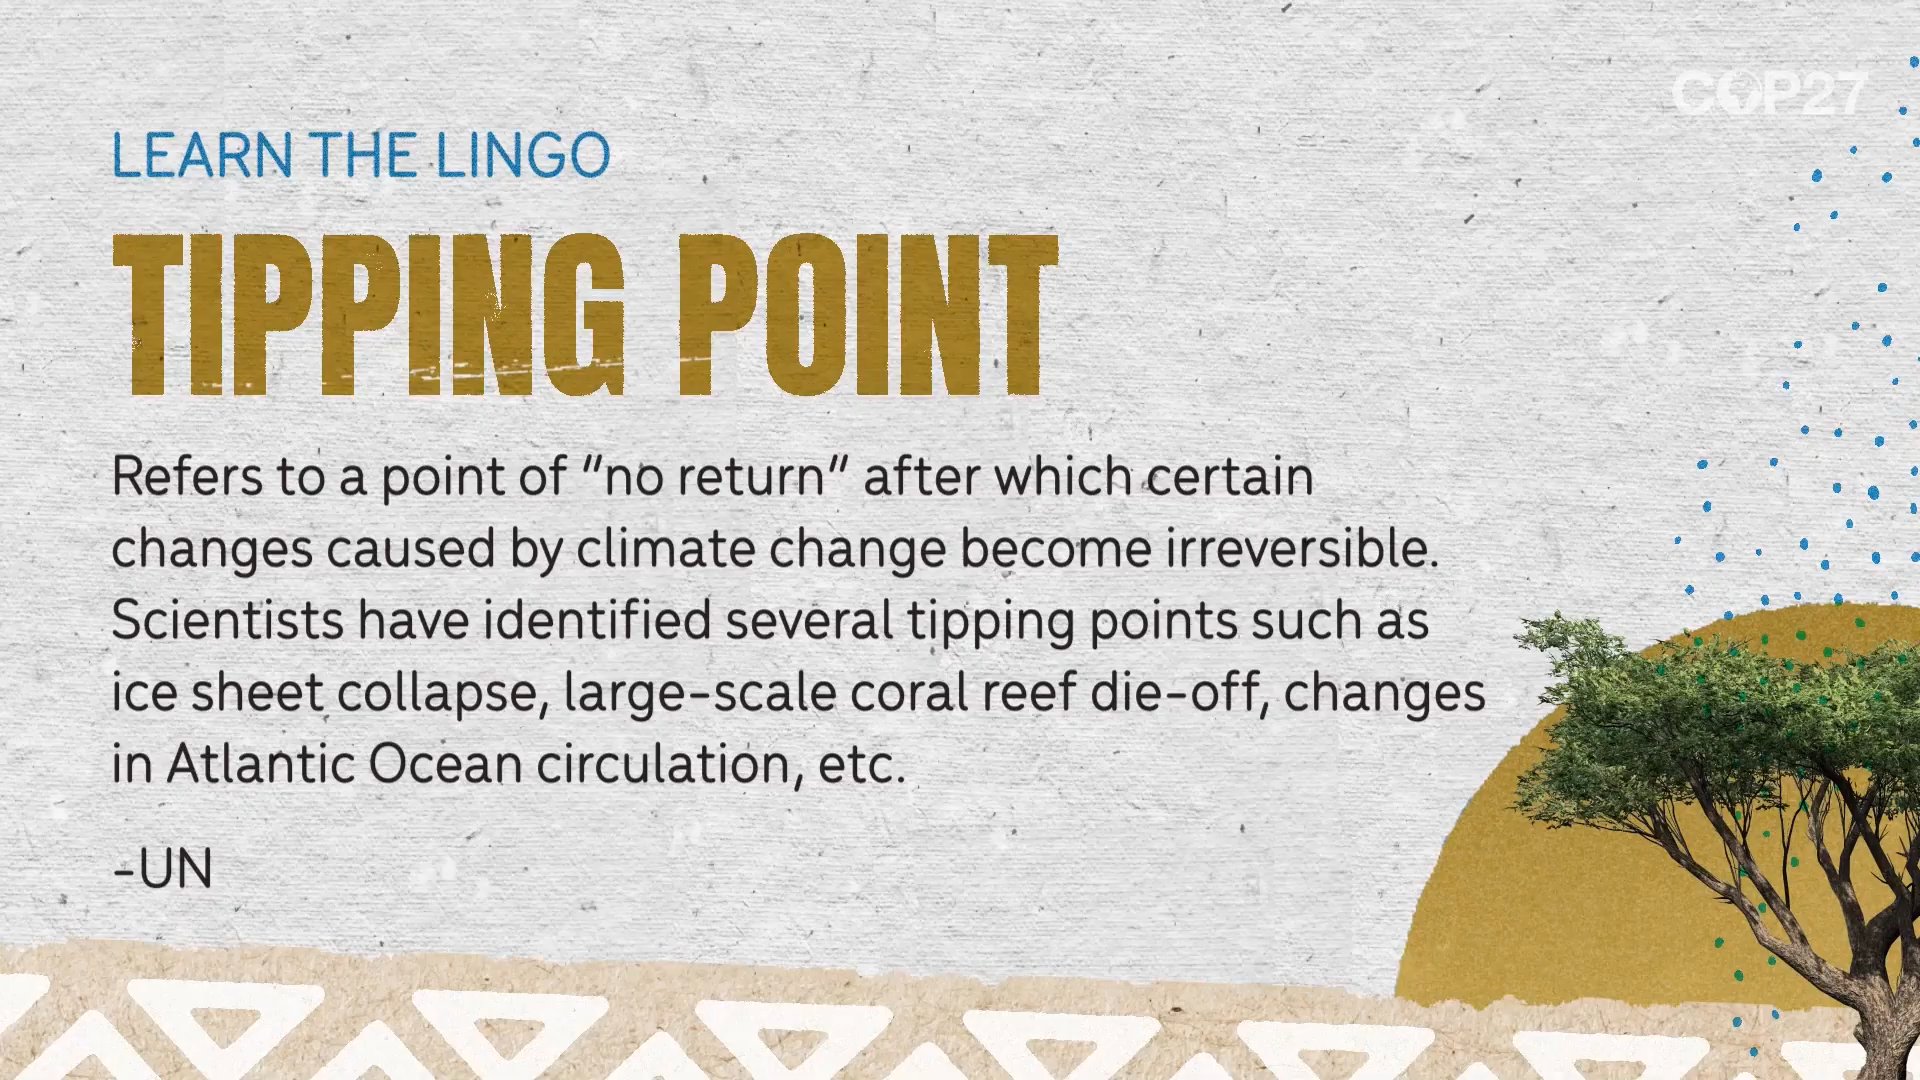 COP27
LEARN THE LINGO
TIPPING POINT
Refers to a point of "no return" after which certain
changes caused by climate change become irreversible.
Scientists have identified several tipping points such as
ice sheet collapse, large-scale coral reef die-off, changes
in Atlantic Ocean circulation, etc.
-UN